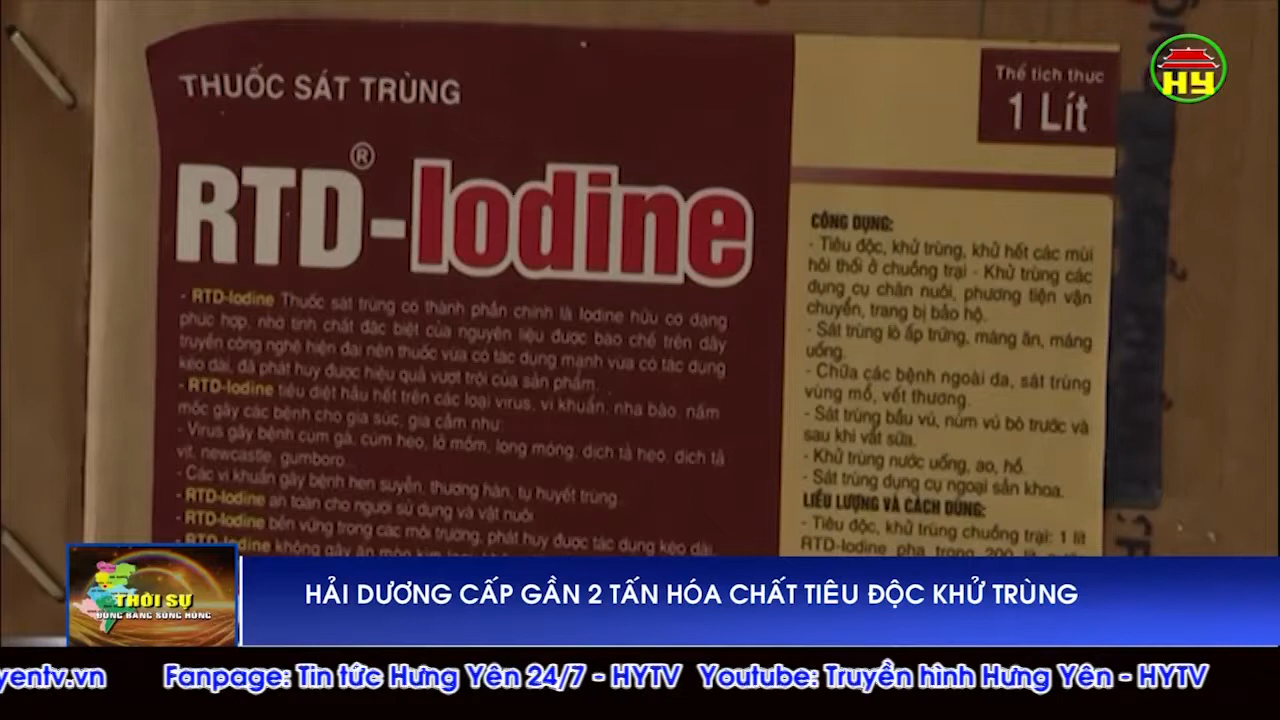 THUỐC SÁT TRÙNG
RTD®-Iodine
- RTD-Iodine Thuốc sát trùng có thành phần chính là Iodine hữu cơ dạng
phức hợp, nhờ tính chất đặc biệt của nguyên liệu được bào chế trên dây
truyền công nghệ hiện đại nên thuốc vừa có tác dụng mạnh vừa có tác dụng
kéo dài, đã phát huy được hiệu quả vượt trội của sản phẩm.
- RTD-Iodine tiêu diệt hầu hết trên các loại virus, vi khuẩn, nha bào, nấm
mốc gây các bệnh cho gia súc, gia cầm như:
- Virus gây bệnh cúm gà, cúm heo, lở mồm, long móng, dịch tả heo, dịch tả
vịt, newcastle, gumboro...
- Các vi khuẩn gây bệnh hen suyễn, thương hàn, tụ huyết trùng.
- RTD-Iodine an toàn cho người sử dụng và vật nuôi
- RTD-Iodine bền vững trong các môi trường, phát huy được tác dụng kéo dài.
- RTD-Iodine không gây ăn mòn kim loại
Thể tích thực
1 Lít
CÔNG DỤNG:
- Tiêu độc, khử trùng, khử hết các mùi
hôi thối ở chuồng trại - Khử trùng các
dụng cụ chăn nuôi, phương tiện vận
chuyển, trang bị bảo hộ.
- Sát trùng lò ấp trứng, máng ăn, máng
uống.
- Chữa các bệnh ngoài da, sát trùng
vùng mổ, vết thương.
- Sát trùng bầu vú, núm vú bò trước và
sau khi vắt sữa.
- Khử trùng nước uống, ao, hồ.
- Sát trùng dụng cụ ngoại sản khoa.
LIỀU LƯỢNG VÀ CÁCH DÙNG:
- Tiêu độc, khử trùng chuồng trại: 1 lít
RTD-Iodine pha trong 200 lít
HY
THỜI SỰ
ĐỒNG BẰNG SÔNG HỒNG
HẢI DƯƠNG CẤP GẦN 2 TẤN HÓA CHẤT TIÊU ĐỘC KHỬ TRÙNG
yentv.vn Fanpage: Tin tức Hưng Yên 24/7 - HYTV Youtube: Truyền hình Hưng Yên - HYTV